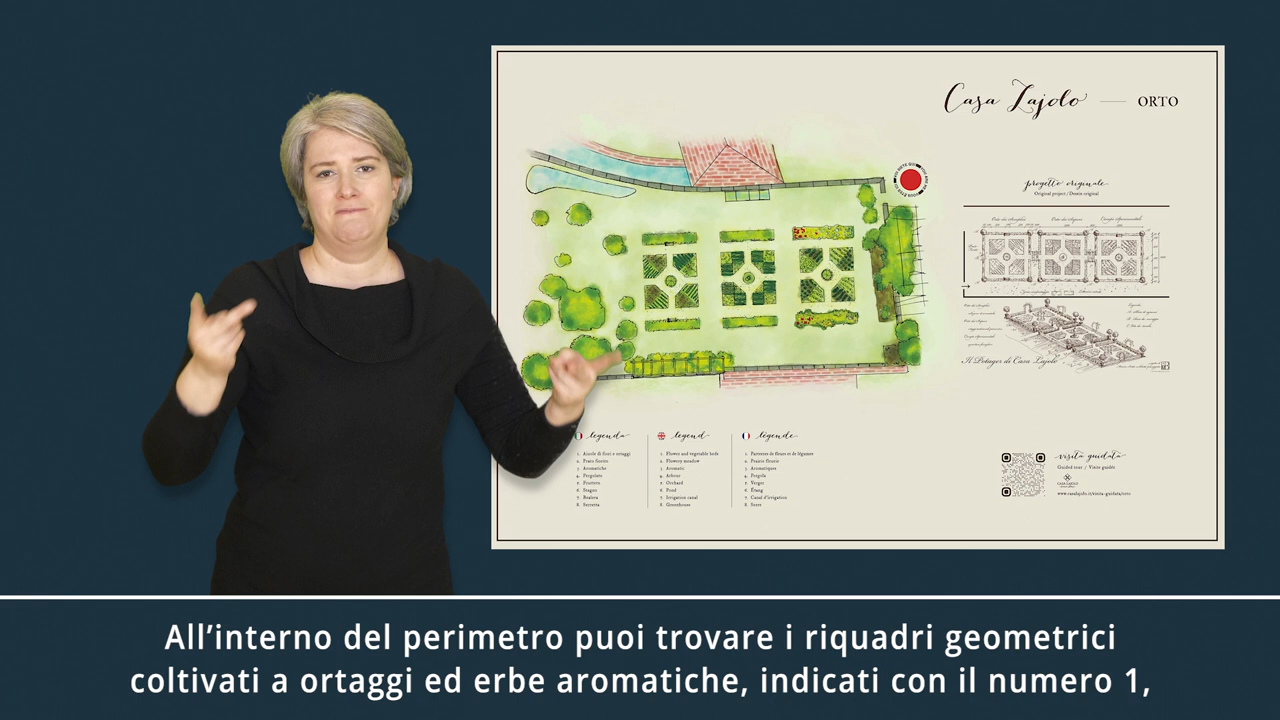 Casa Lajolo — ORTO
progetto originale
Original project / Dessin original
Il Potager di Casa Lajolo
legenda
1. Aiuole di fiori e ortaggi
2. Prato fiorito
3. Aromatiche
4. Pergolato
5. Frutteto
6. Stagno
7. Bealera
8. Serretta
legend
1. Flower and vegetable beds
2. Flowery meadow
3. Aromatic
4. Arbour
5. Orchard
6. Pond
7. Irrigation canal
8. Greenhouse
légende
1. Parterres de fleurs et de légumes
2. Prairie fleurie
3. Aromatiques
4. Pergola
5. Verger
6. Étang
7. Canal d'irrigation
8. Serre
visita guidata
Guided tour / Visite guidée
CASA LAJOLO
www.casalajolo.it/visita-guidata/orto
All’interno del perimetro puoi trovare i riquadri geometrici
coltivati a ortaggi ed erbe aromatiche, indicati con il numero 1,